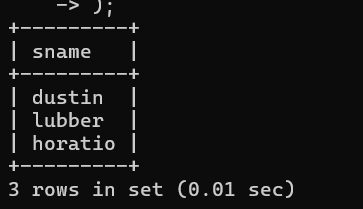 -> );
+---------+
| sname   |
+---------+
| dustin  |
| lubber  |
| horatio |
+---------+
3 rows in set (0.01 sec)